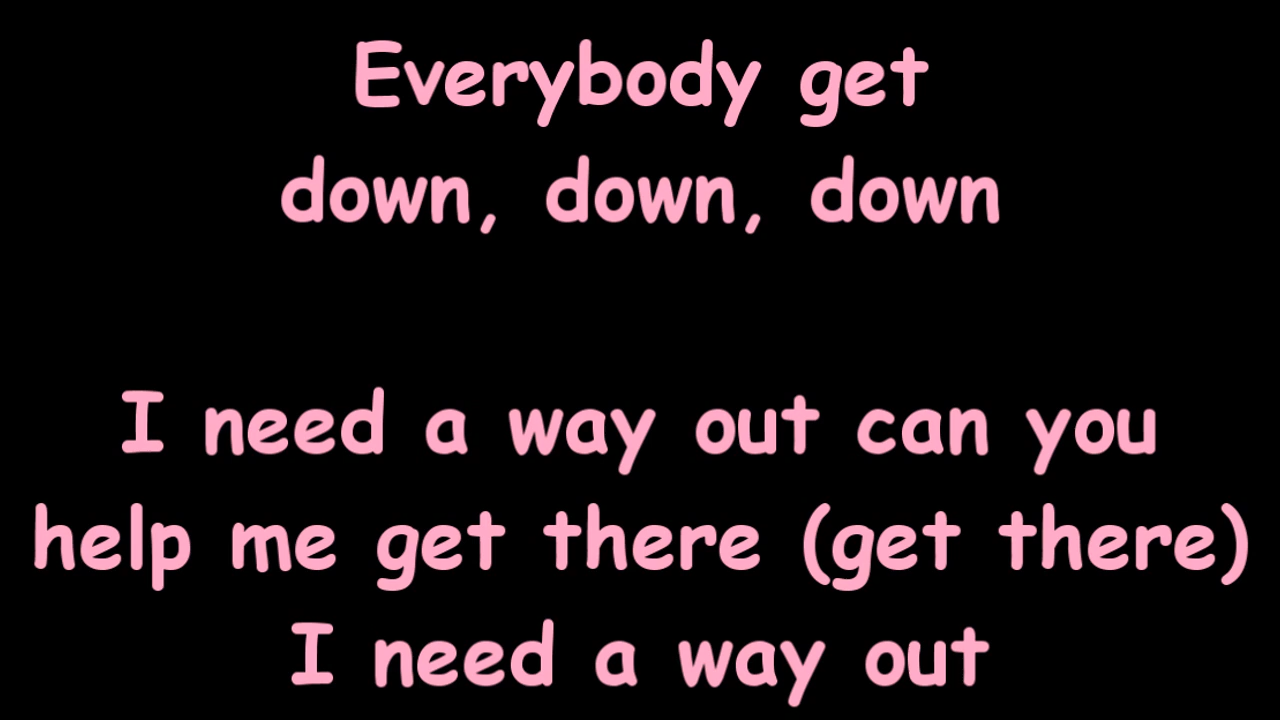 Everybody get
down, down, down
I need a way out can you
help me get there (get there)
I need a way out